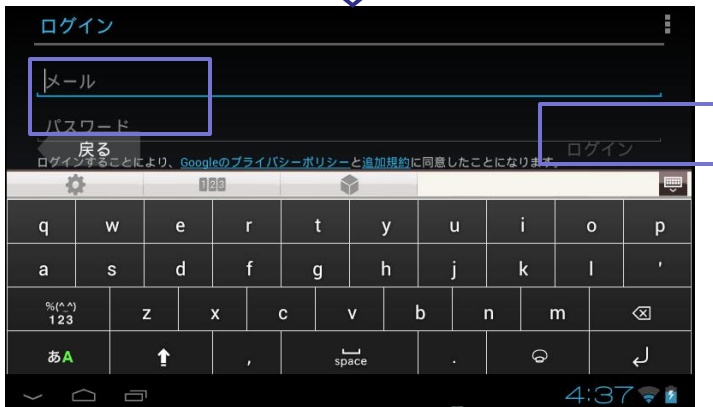 ログイン
メール
パスワード
戻る
ログイン
ログインすることにより、Googleのプライバシーポリシーと追加規約に同意したことになります。
123
q w e r t y u i o p
a s d f g h j k l '
%(^_^)
123
z x c v b n m
あA
,
space
.
4:37